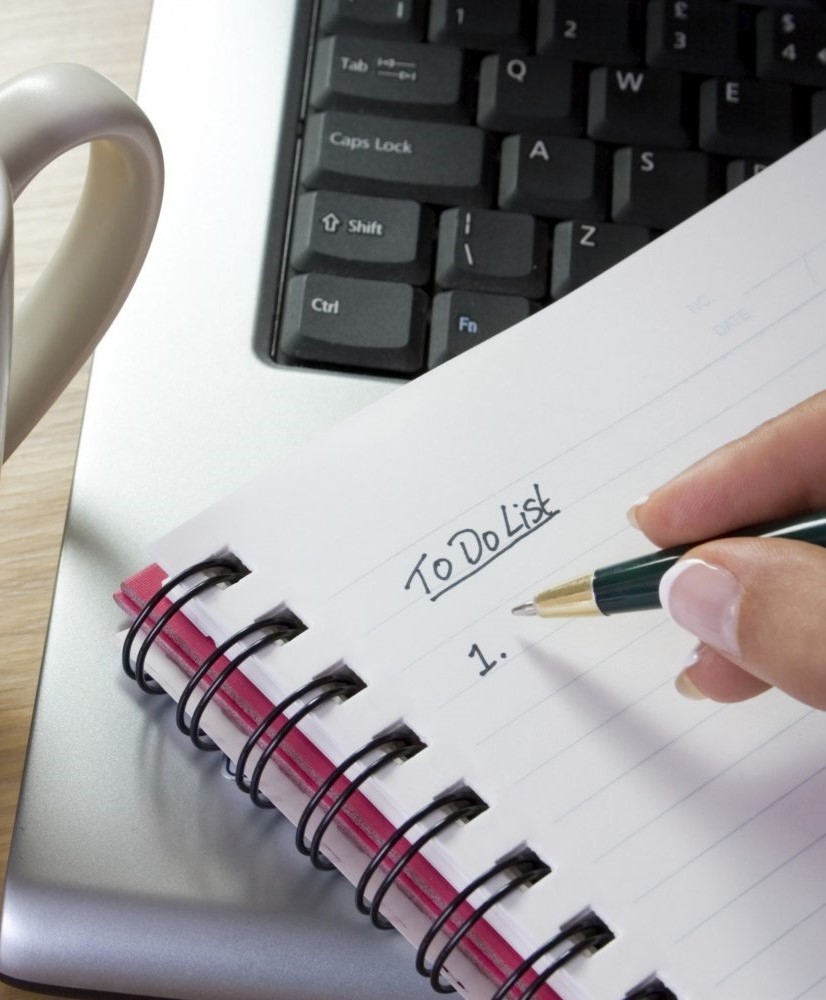 1
2
£
3
$
4
Tab
Q
W
E
Caps Lock
A
S
Shift
|
\
Z
Ctrl
Fn
NO.
DATE
To Do List
1.